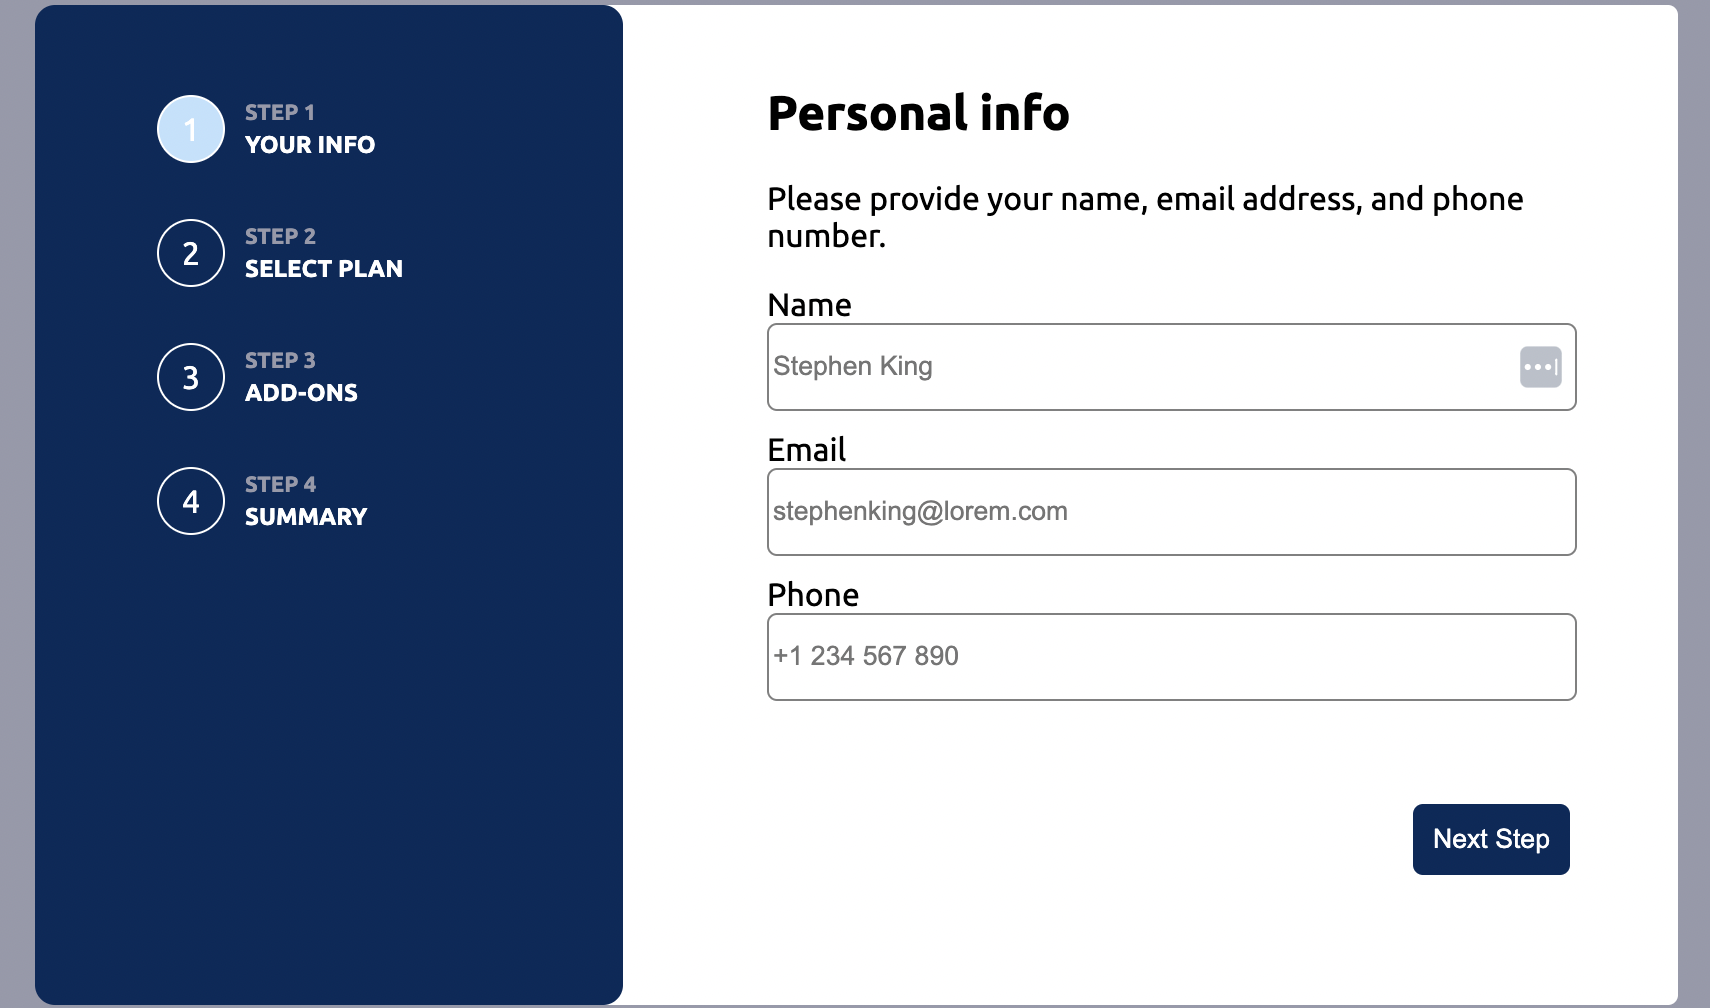 1
STEP 1
YOUR INFO
2
STEP 2
SELECT PLAN
3
STEP 3
ADD-ONS
4
STEP 4
SUMMARY
Personal info
Please provide your name, email address, and phone
number.
Name
Stephen King
Email
stephenking@lorem.com
Phone
+1 234 567 890
Next Step